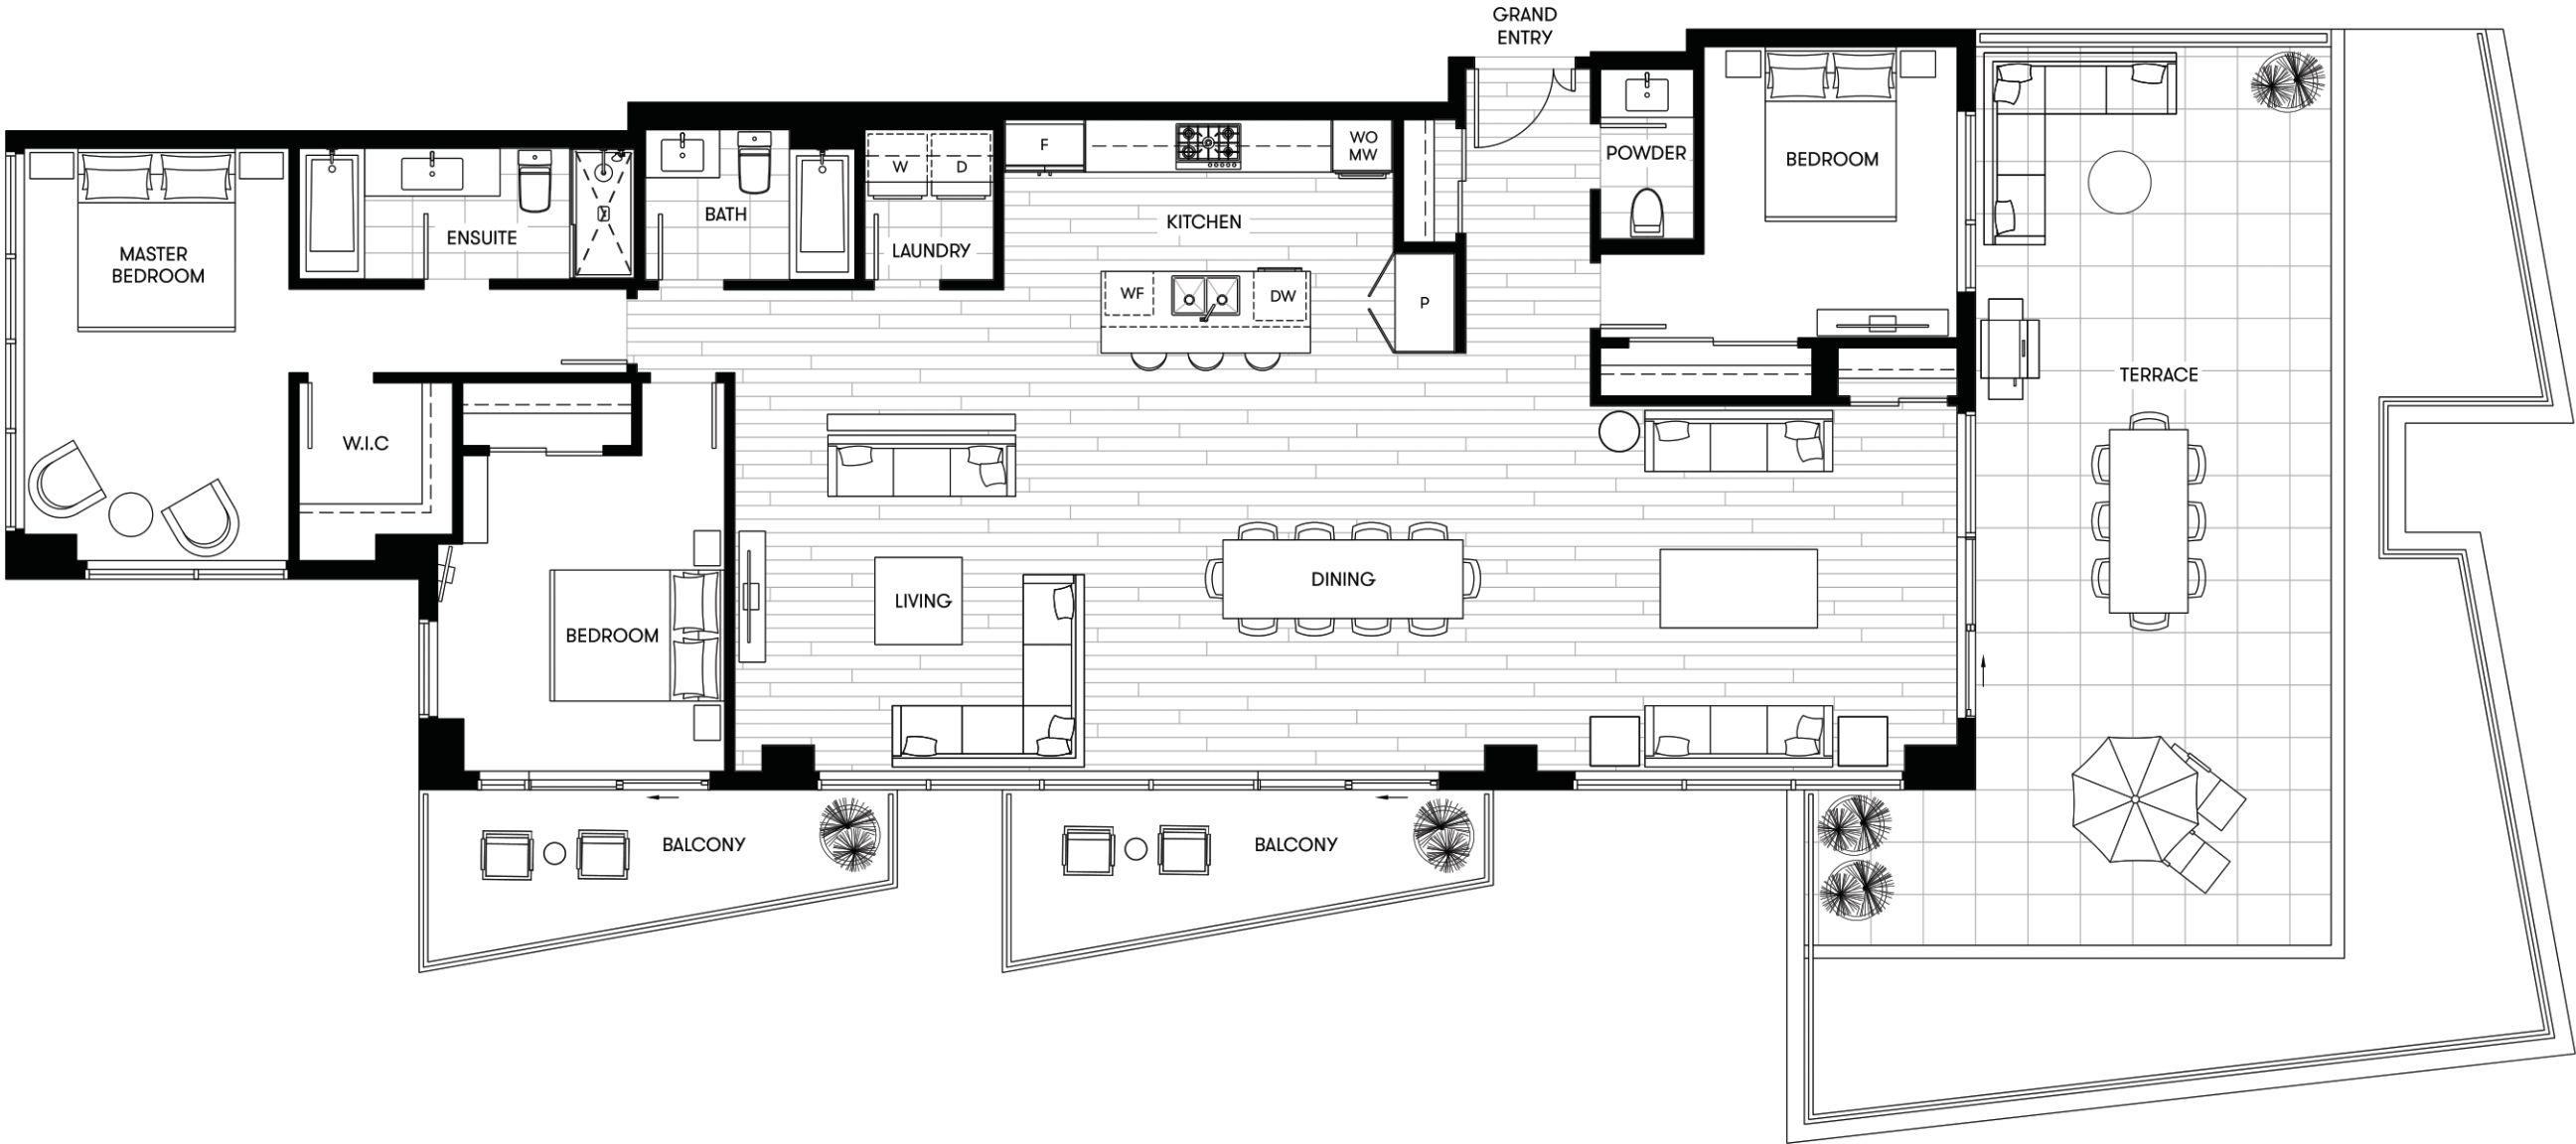 GRAND
ENTRY
F
WO
MW
POWDER
BEDROOM
W
D
BATH
KITCHEN
ENSUITE
LAUNDRY
MASTER
BEDROOM
WF
DW
P
TERRACE
W.I.C
DINING
LIVING
BEDROOM
BALCONY
BALCONY